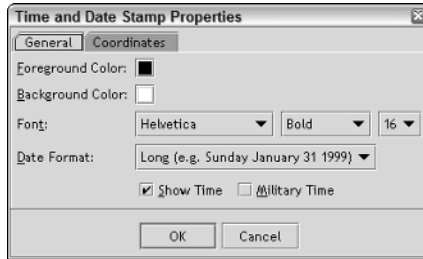 Time and Date Stamp Properties
General Coordinates
Foreground Color:
Background Color:
Font: Helvetica Bold 16
Date Format: Long (e.g. Sunday January 31 1999)
Show Time Military Time
OK Cancel